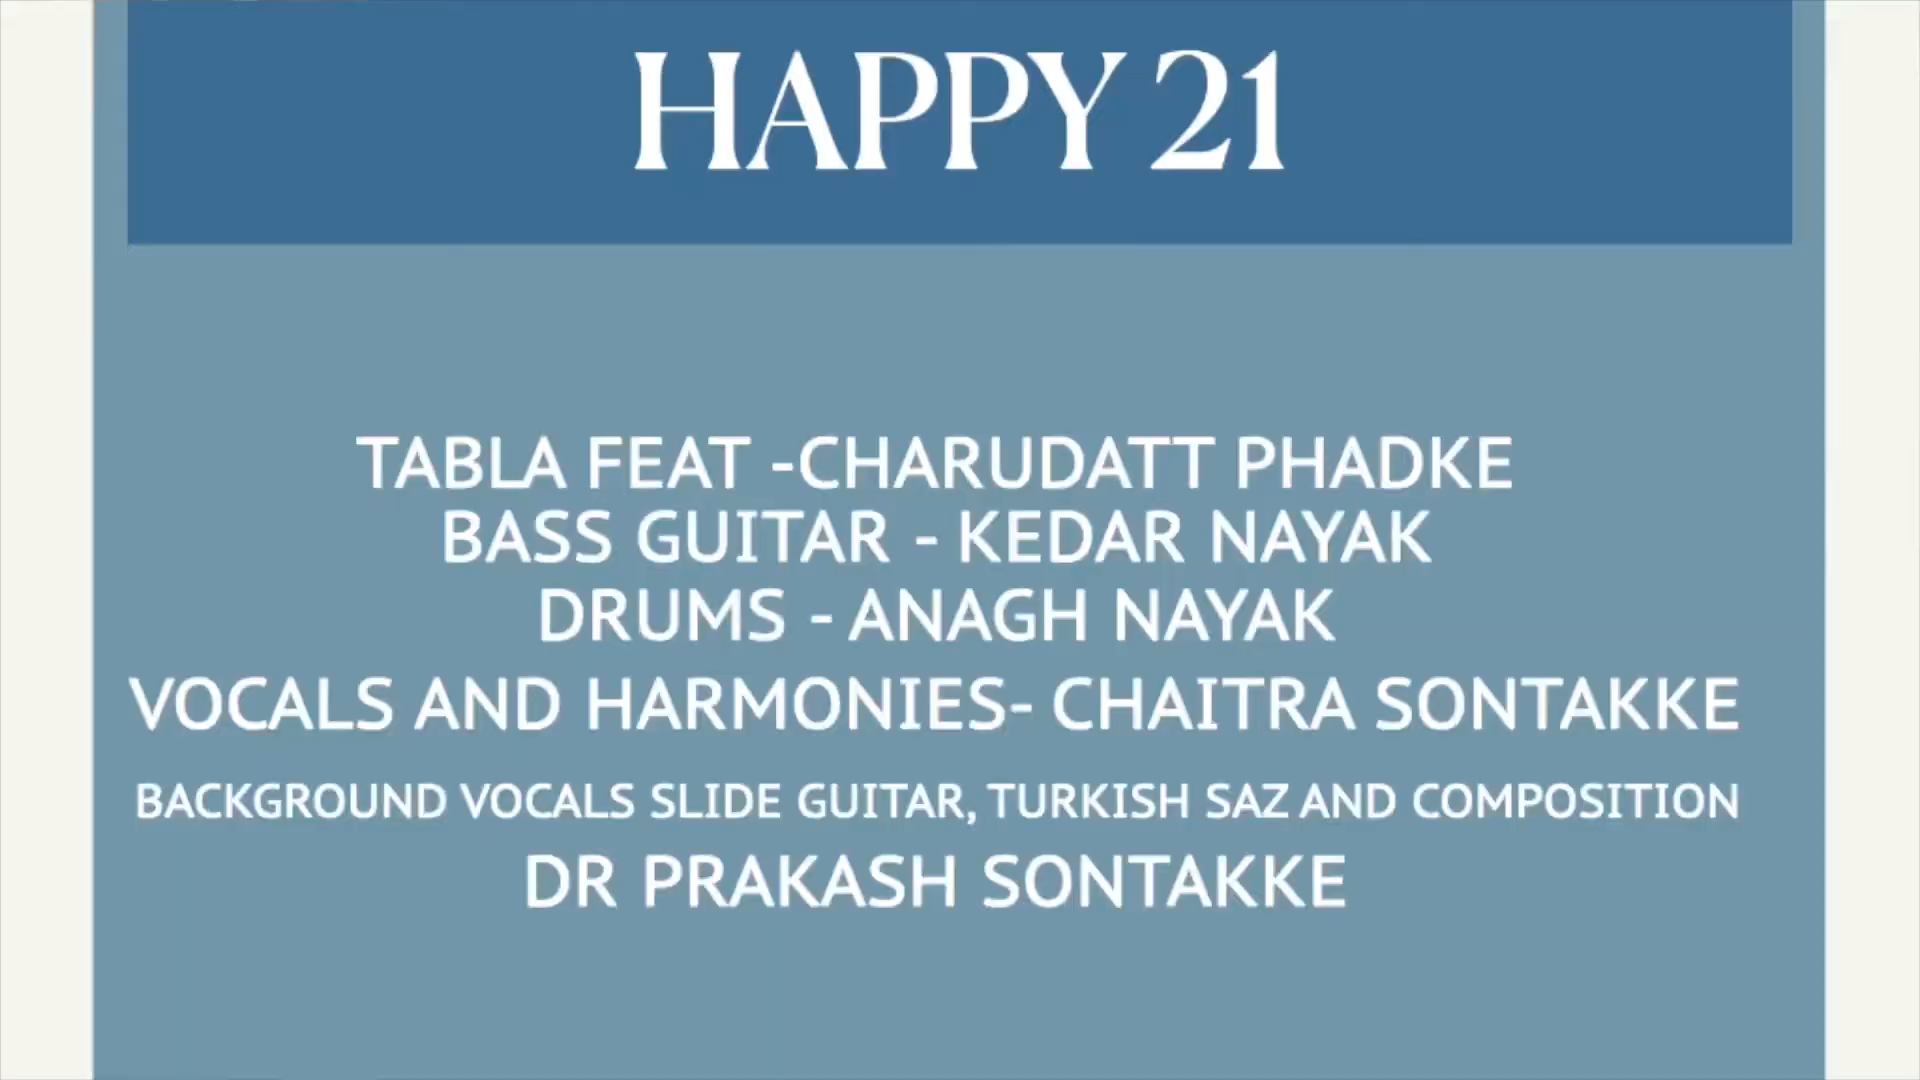 HAPPY 21
TABLA FEAT -CHARUDATT PHADKE
BASS GUITAR - KEDAR NAYAK
DRUMS - ANAGH NAYAK
VOCALS AND HARMONIES- CHAITRA SONTAKKE
BACKGROUND VOCALS SLIDE GUITAR, TURKISH SAZ AND COMPOSITION
DR PRAKASH SONTAKKE